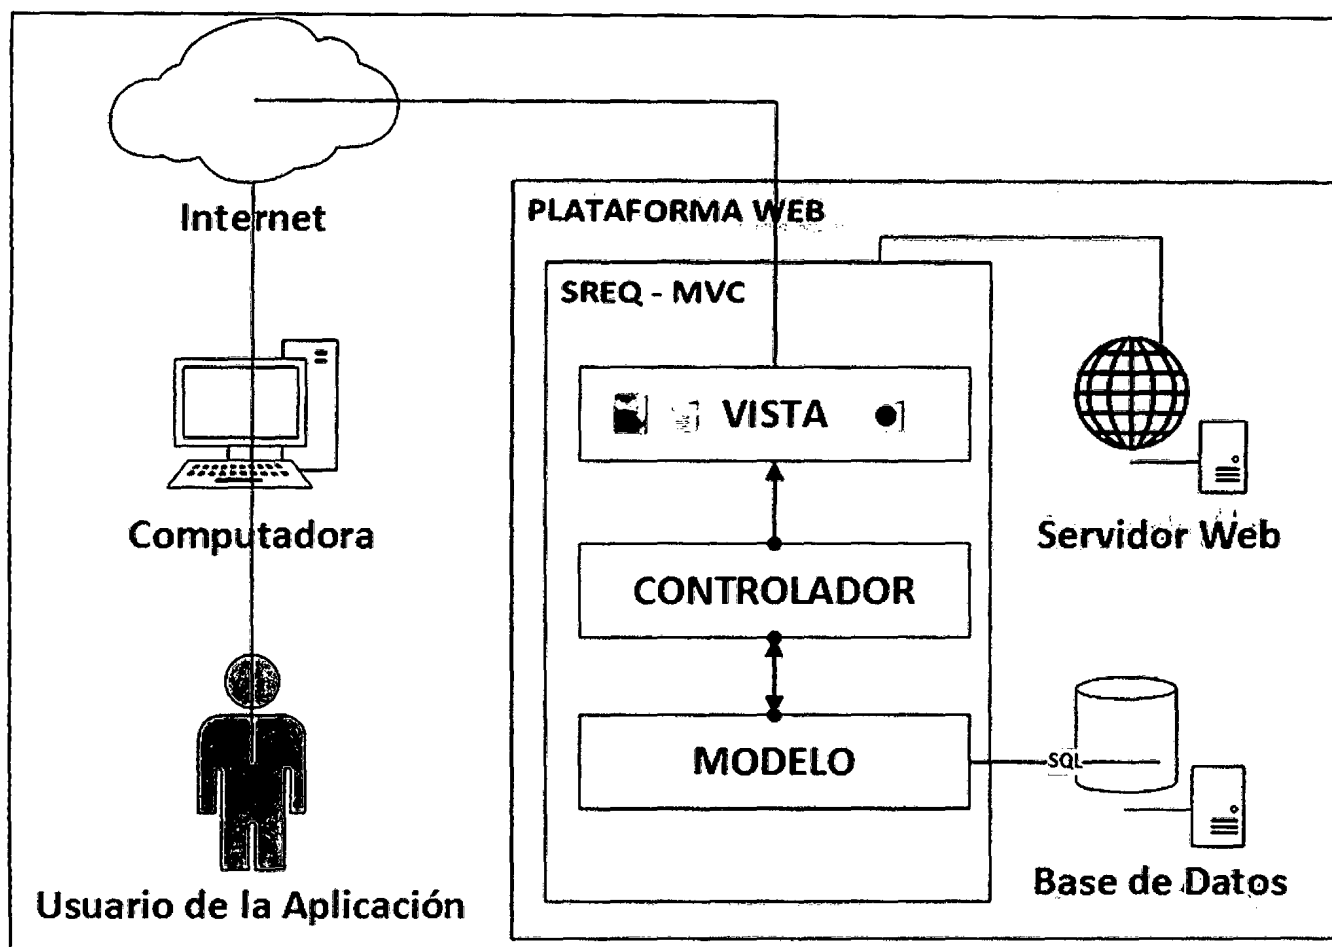 Internet
PLATAFORMA WEB
SREQ - MVC
VISTA
Computadora
Servidor Web
CONTROLADOR
MODELO
SQL
Usuario de la Aplicación
Base de Datos